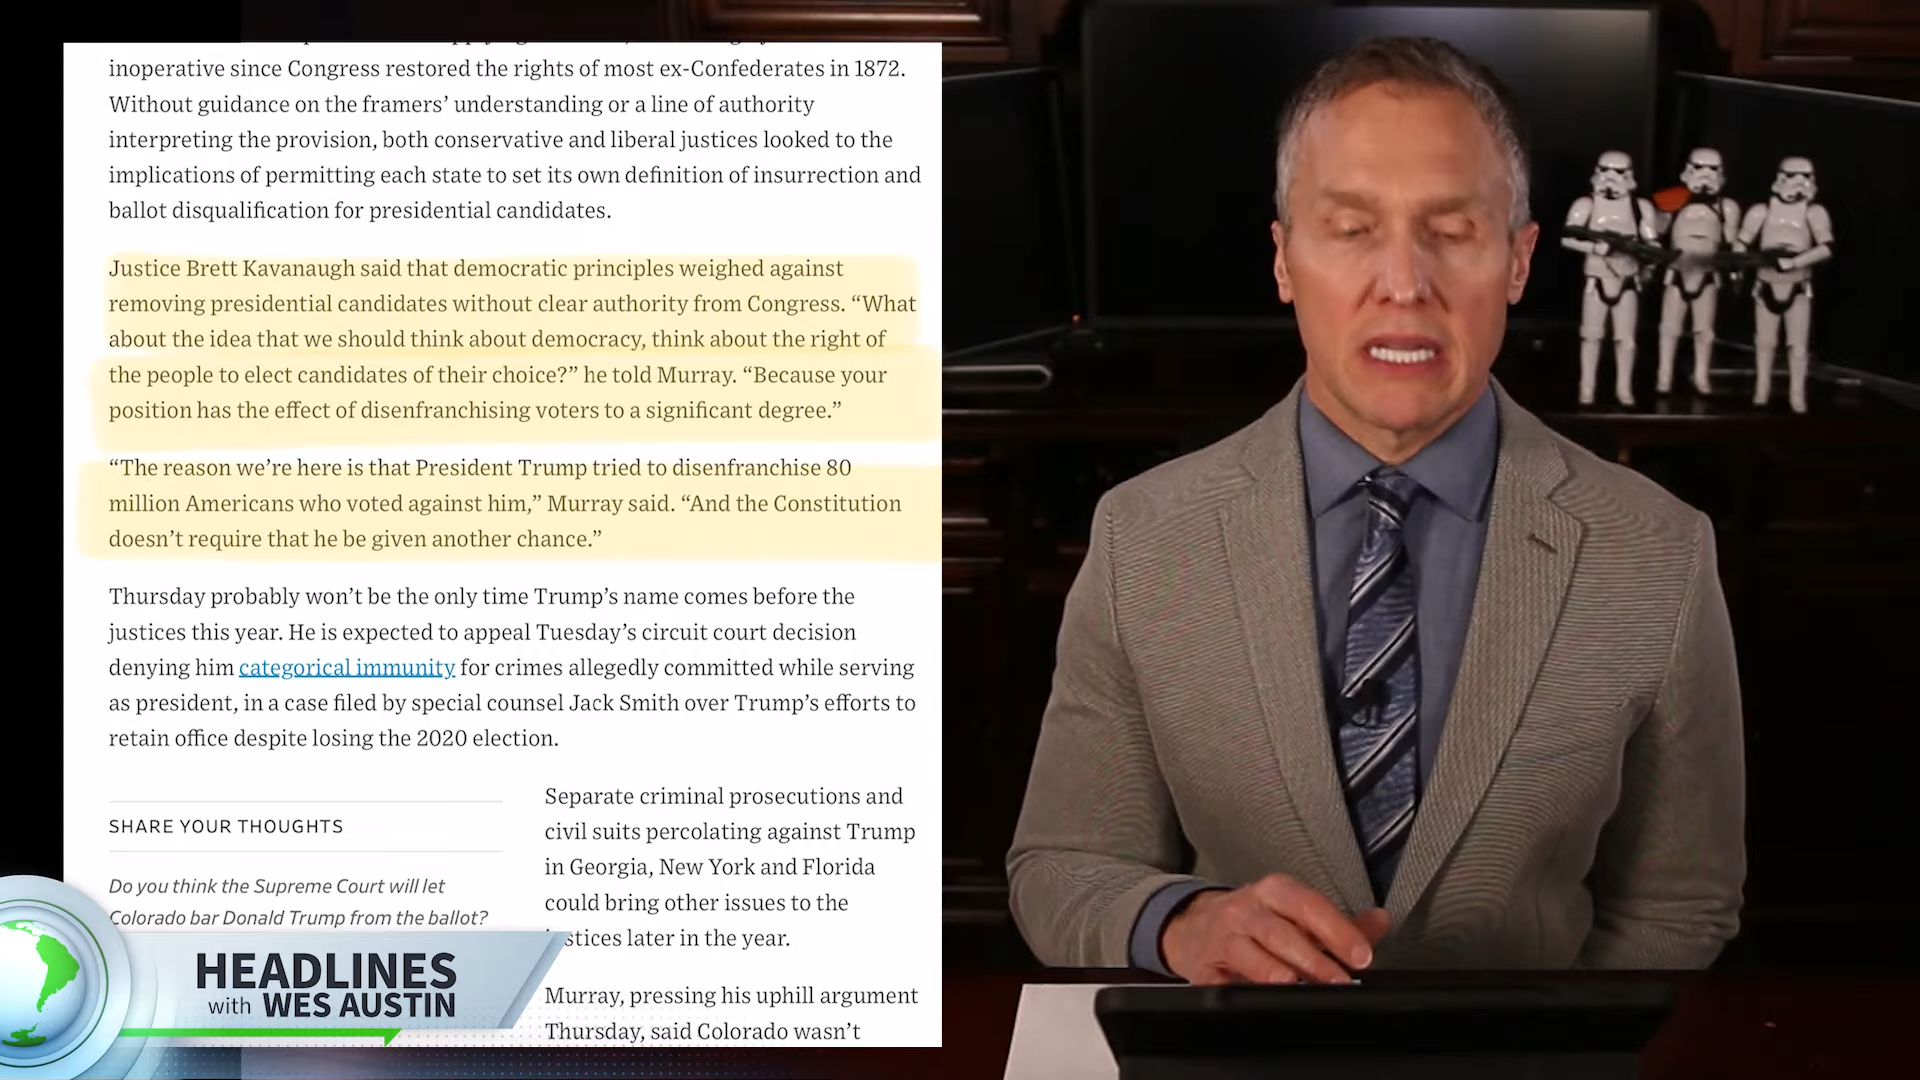 inoperative since Congress restored the rights of most ex-Confederates in 1872.
Without guidance on the framers’ understanding or a line of authority
interpreting the provision, both conservative and liberal justices looked to the
implications of permitting each state to set its own definition of insurrection and
ballot disqualification for presidential candidates.
Justice Brett Kavanaugh said that democratic principles weighed against
removing presidential candidates without clear authority from Congress. “What
about the idea that we should think about democracy, think about the right of
the people to elect candidates of their choice?” he told Murray. “Because your
position has the effect of disenfranchising voters to a significant degree.”
“The reason we’re here is that President Trump tried to disenfranchise 80
million Americans who voted against him,” Murray said. “And the Constitution
doesn’t require that he be given another chance.”
Thursday probably won’t be the only time Trump’s name comes before the
justices this year. He is expected to appeal Tuesday’s circuit court decision
denying him categorical immunity for crimes allegedly committed while serving
as president, in a case filed by special counsel Jack Smith over Trump’s efforts to
retain office despite losing the 2020 election.
SHARE YOUR THOUGHTS
Do you think the Supreme Court will let
Colorado bar Donald Trump from the ballot?
Separate criminal prosecutions and
civil suits percolating against Trump
in Georgia, New York and Florida
could bring other issues to the
stices later in the year.
Murray, pressing his uphill argument
Thursday, said Colorado wasn’t
HEADLINES
with WES AUSTIN